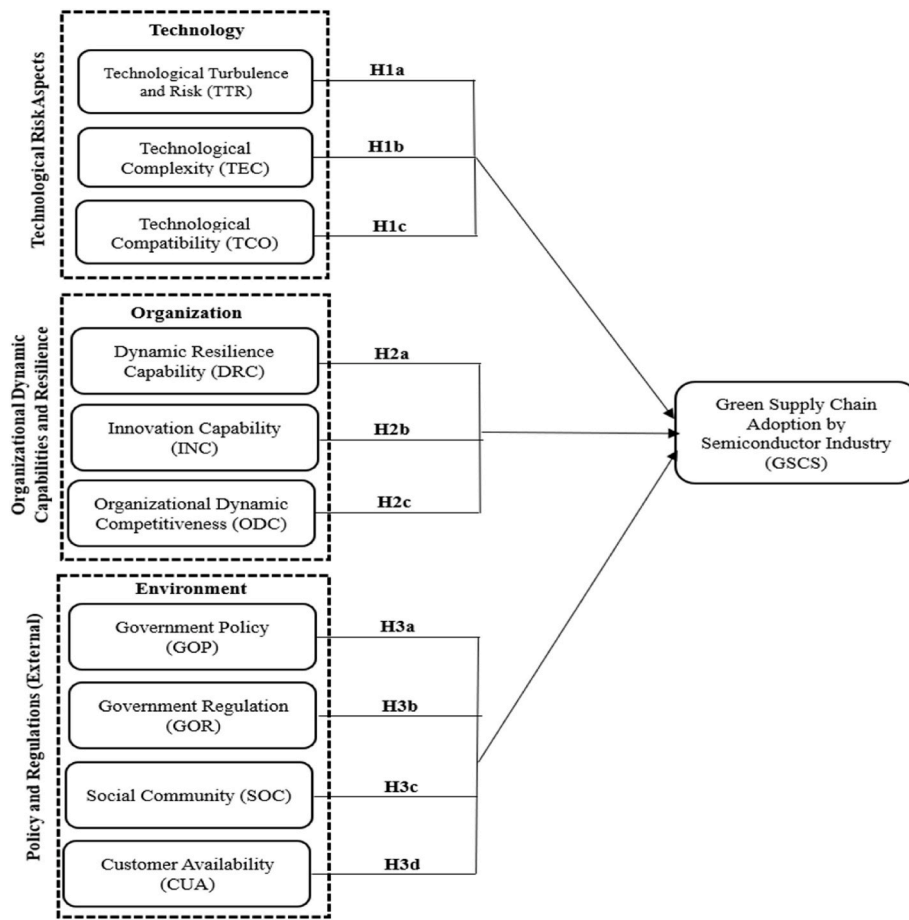 Technological Risk Aspects
Technology
Technological Turbulence
and Risk (TTR)
H1a
Technological
Complexity (TEC)
H1b
Technological
Compatibility (TCO)
H1c
Organizational Dynamic
Capabilities and Resilience
Organization
Dynamic Resilience
Capability (DRC)
H2a
Innovation Capability
(INC)
H2b
Organizational Dynamic
Competitiveness (ODC)
H2c
Policy and Regulations (External)
Environment
Government Policy
(GOP)
H3a
Government Regulation
(GOR)
H3b
Social Community (SOC)
H3c
Customer Availability
(CUA)
H3d
Green Supply Chain
Adoption by
Semiconductor Industry
(GSCS)